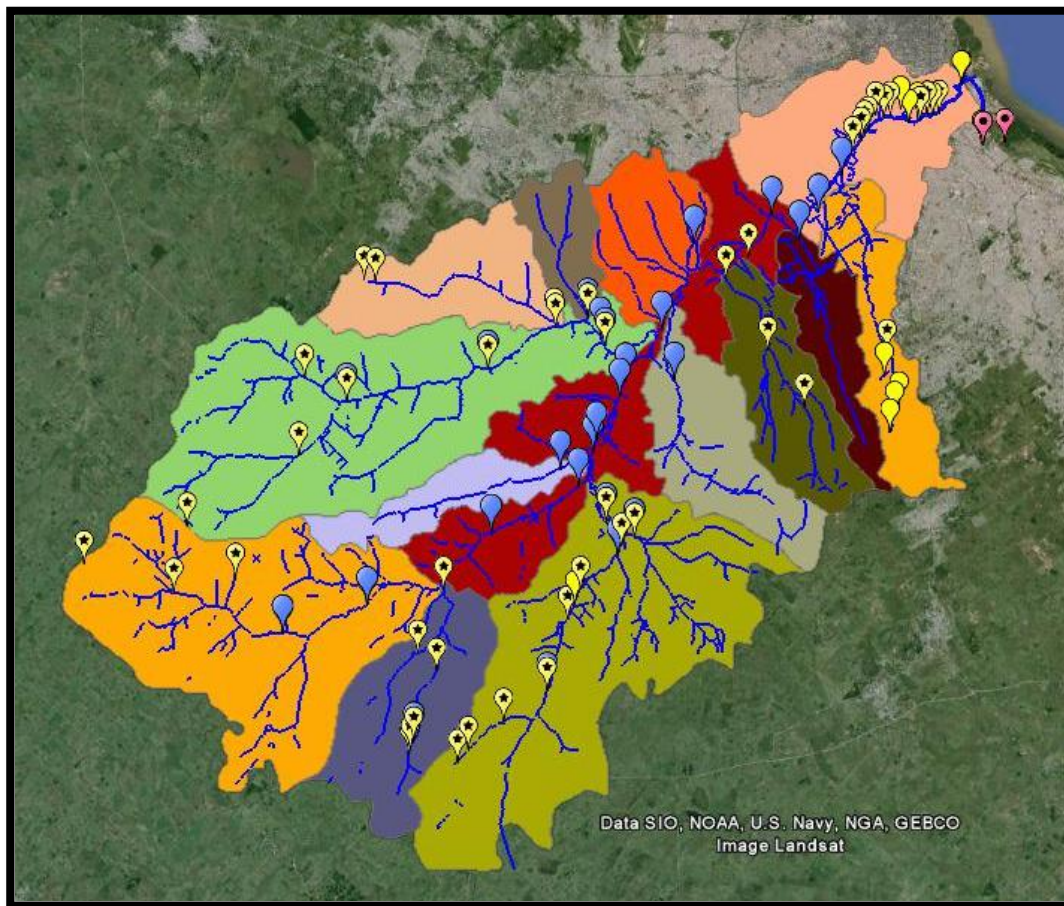 Data SIO, NOAA, U.S. Navy, NGA, GEBCO
Image Landsat